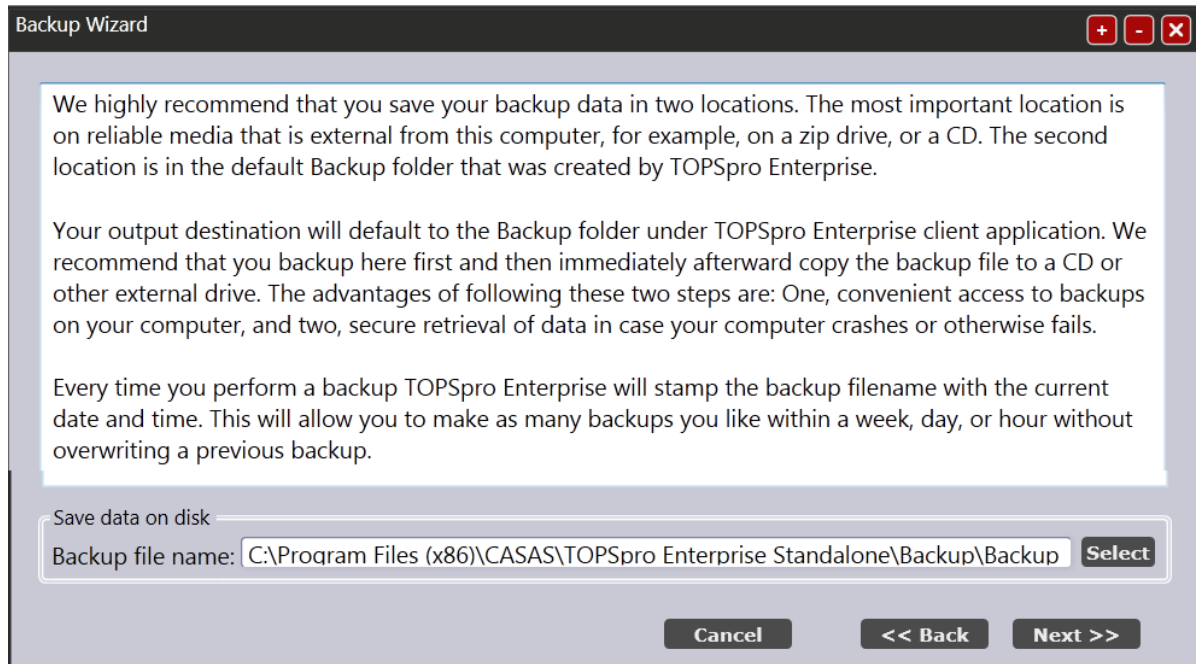 Backup Wizard
+ - X
We highly recommend that you save your backup data in two locations. The most important location is
on reliable media that is external from this computer, for example, on a zip drive, or a CD. The second
location is in the default Backup folder that was created by TOPSpro Enterprise.
Your output destination will default to the Backup folder under TOPSpro Enterprise client application. We
recommend that you backup here first and then immediately afterward copy the backup file to a CD or
other external drive. The advantages of following these two steps are: One, convenient access to backups
on your computer, and two, secure retrieval of data in case your computer crashes or otherwise fails.
Every time you perform a backup TOPSpro Enterprise will stamp the backup filename with the current
date and time. This will allow you to make as many backups you like within a week, day, or hour without
overwriting a previous backup.
Save data on disk
Backup file name: C:\Program Files (x86)\CASAS\TOPSpro Enterprise Standalone\Backup\Backup Select
Cancel << Back Next >>